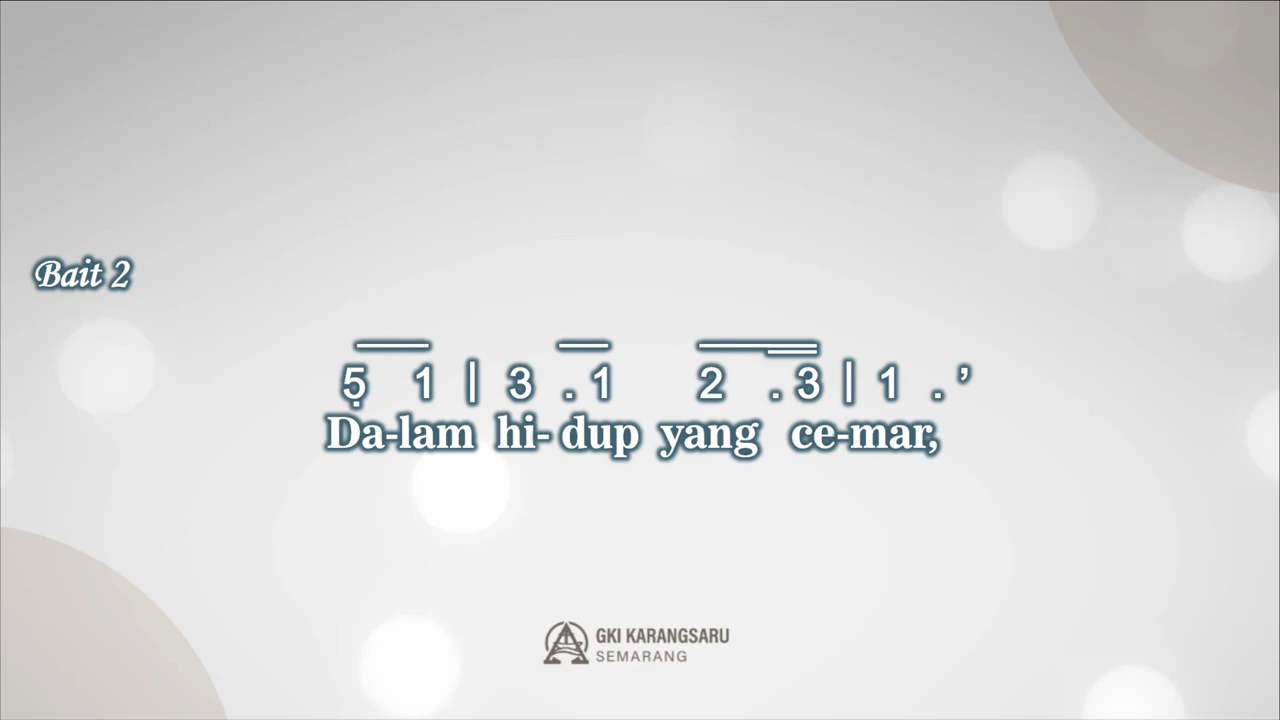 Bait 2
5̣ 1 | 3 . 1 2 . 3 | 1 . ’
Da-lam hi- dup yang ce-mar,
GKI KARANGSARU
SEMARANG